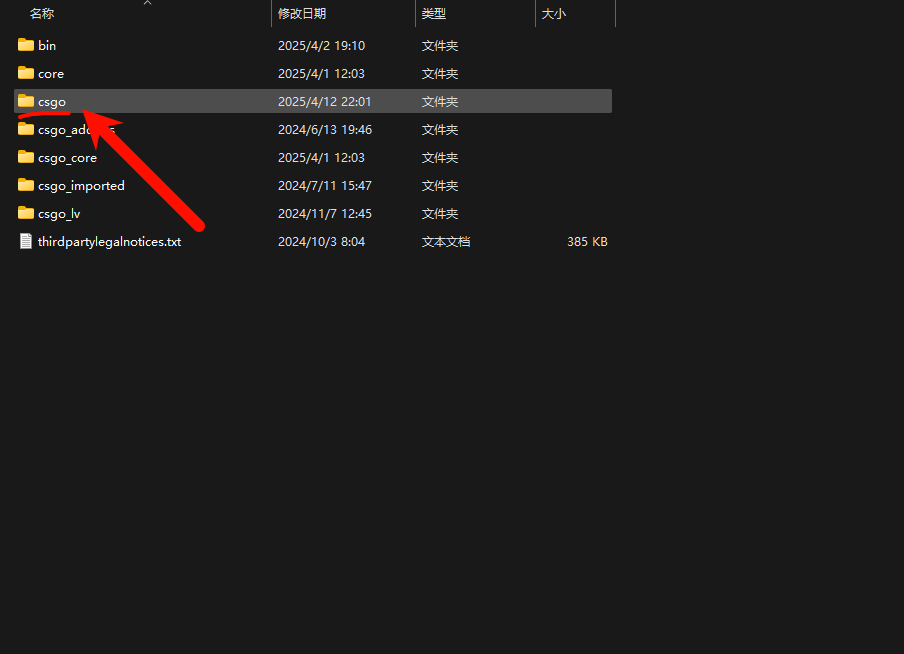 名称 修改日期 类型 大小
bin 2025/4/2 19:10 文件夹
core 2025/4/1 12:03 文件夹
csgo 2025/4/12 22:01 文件夹
2024/6/13 19:46 文件夹
csgo_core 2025/4/1 12:03 文件夹
csgo_imported 2024/7/11 15:47 文件夹
csgo_lv 2024/11/7 12:45 文件夹
thirdpartylegalnotices.txt 2024/10/3 8:04 文本文档 385 KB